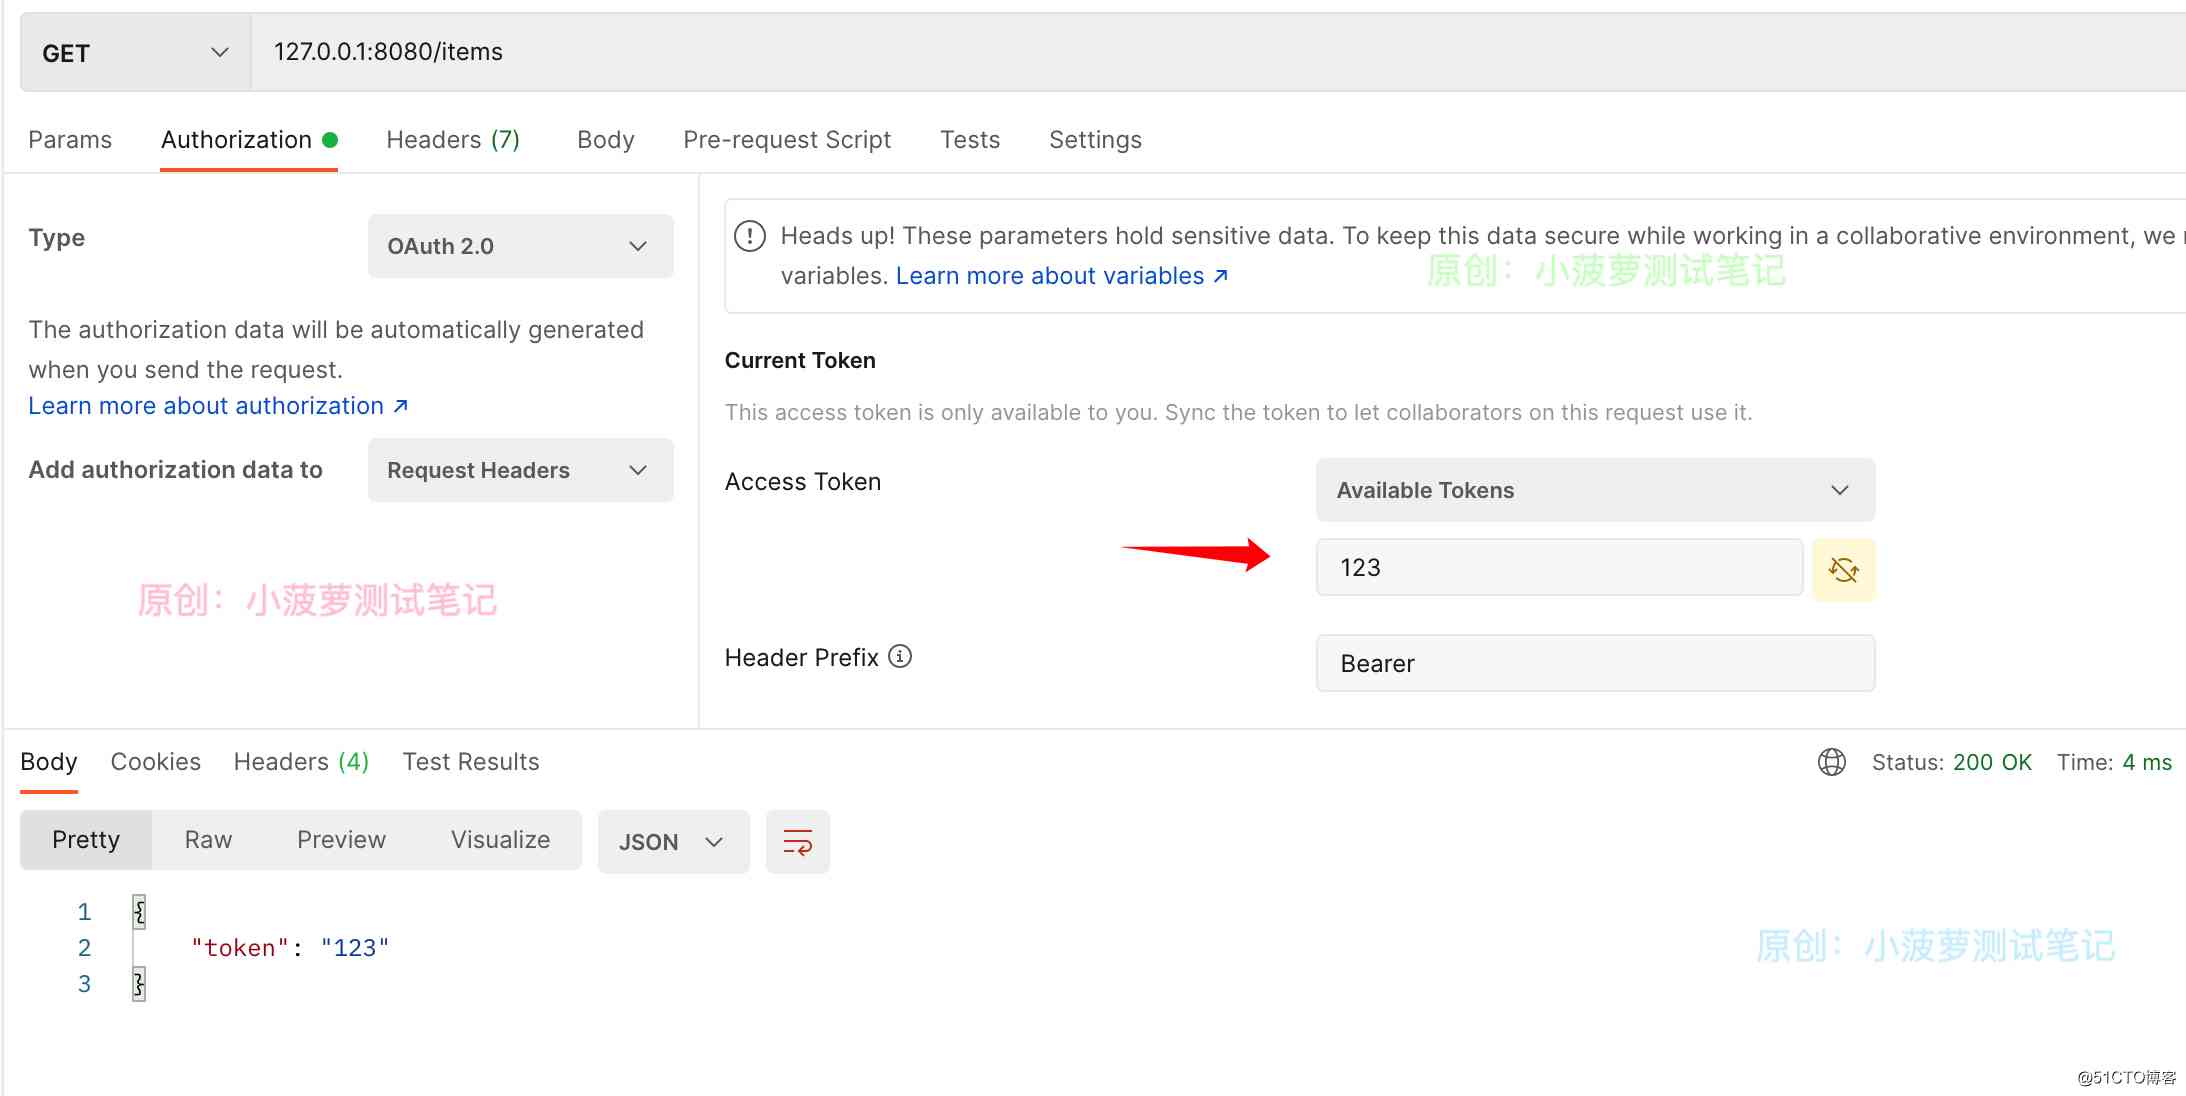 GET 127.0.0.1:8080/items
Params Authorization Headers (7) Body Pre-request Script Tests Settings
Type OAuth 2.0
The authorization data will be automatically generated
when you send the request.
Learn more about authorization ↗
Add authorization data to Request Headers
原创：小菠萝测试笔记
Heads up! These parameters hold sensitive data. To keep this data secure while working in a collaborative environment, we
variables. Learn more about variables ↗
原创：小菠萝测试笔记
Current Token
This access token is only available to you. Sync the token to let collaborators on this request use it.
Access Token Available Tokens
123
Header Prefix Bearer
Body Cookies Headers (4) Test Results Status: 200 OK Time: 4 ms
Pretty Raw Preview Visualize JSON
1 {
2 "token": "123"
3 }
原创：小菠萝测试笔记
@51CTO博客